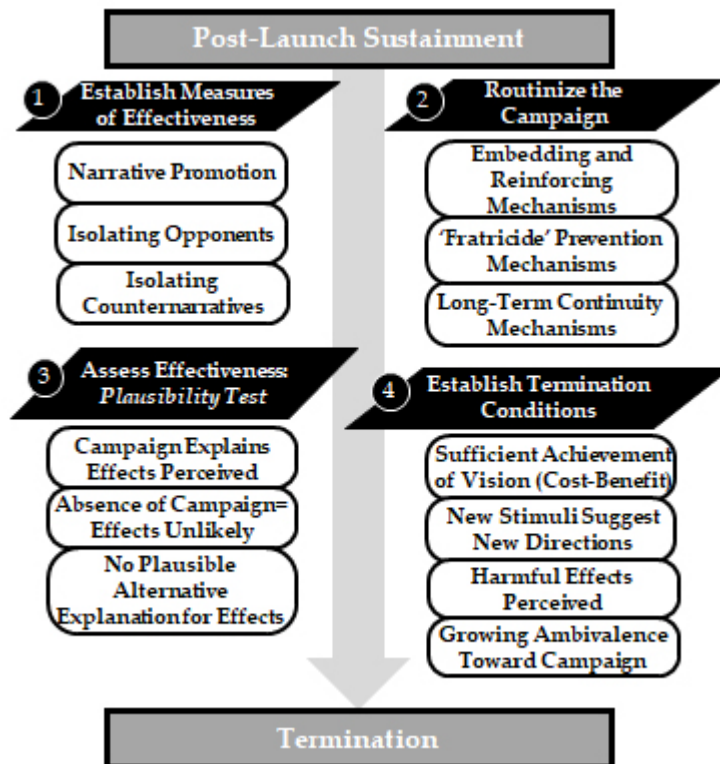 Post-Launch Sustainment
1
Establish Measures
of Effectiveness
Narrative Promotion
Isolating Opponents
Isolating
Counternarratives
2
Routinize the
Campaign
Embedding and
Reinforcing
Mechanisms
‘Fratricide’ Prevention
Mechanisms
Long-Term Continuity
Mechanisms
3
Assess Effectiveness:
Plausibility Test
Campaign Explains
Effects Perceived
Absence of Campaign=
Effects Unlikely
No Plausible
Alternative
Explanation for Effects
4
Establish Termination
Conditions
Sufficient Achievement
of Vision (Cost-Benefit)
New Stimuli Suggest
New Directions
Harmful Effects
Perceived
Growing Ambivalence
Toward Campaign
Termination